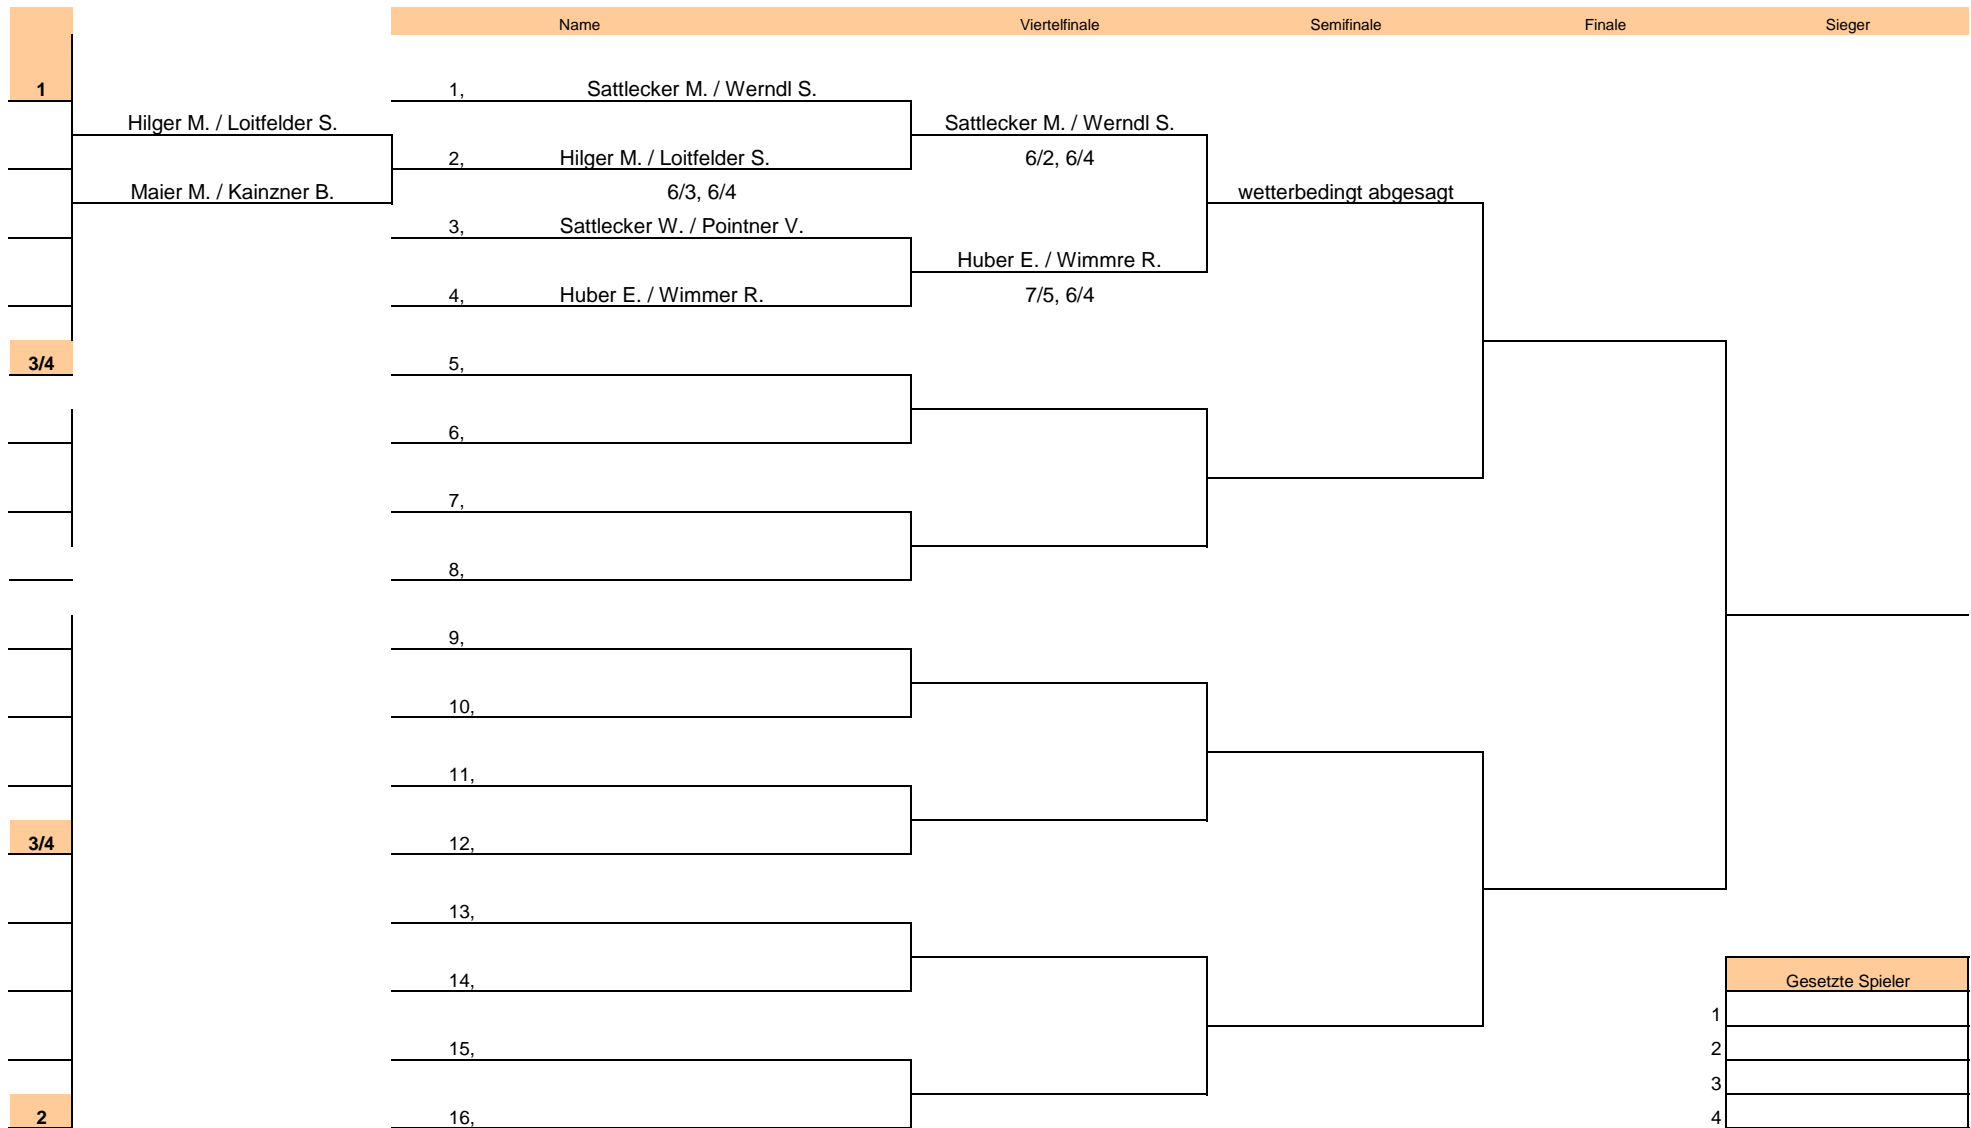 Name Viertelfinale Semifinale Finale Sieger
1 1, Sattlecker M. / Werndl S.
Hilger M. / Loitfelder S. Sattlecker M. / Werndl S.
2, Hilger M. / Loitfelder S. 6/2, 6/4
Maier M. / Kainzner B. 6/3, 6/4 wetterbedingt abgesagt
3, Sattlecker W. / Pointner V.
Huber E. / Wimmre R.
4, Huber E. / Wimmer R. 7/5, 6/4
3/4 5,
6,
7,
8,
9,
10,
11,
3/4 12,
13,
14, Gesetzte Spieler
1
15, 2
3
2 16, 4